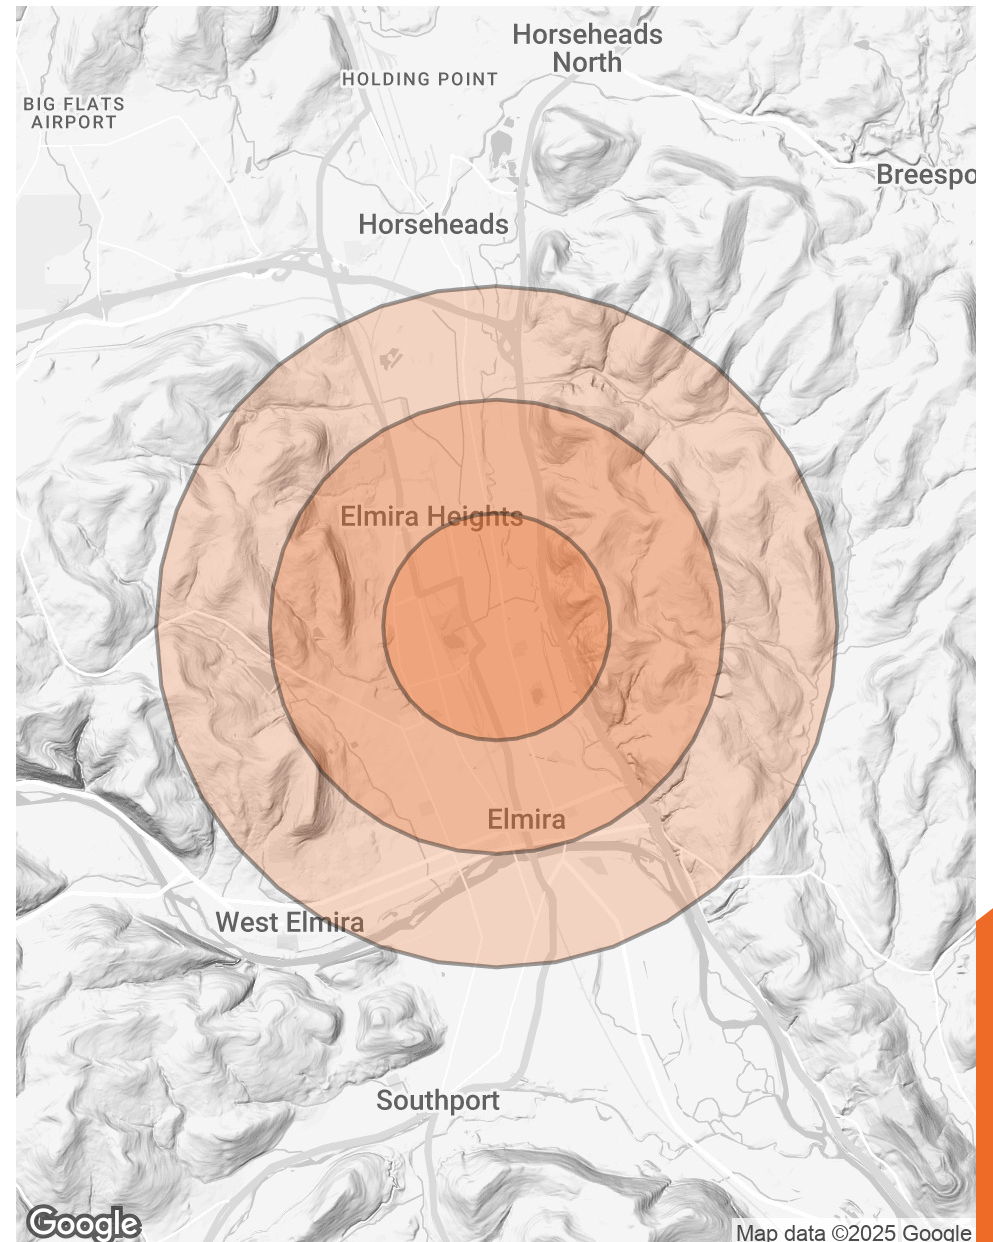 Horseheads
North
HOLDING POINT
BIG FLATS
AIRPORT
Breespo
Horseheads
Elmira Heights
Elmira
West Elmira
Southport
Google
Map data ©2025 Google